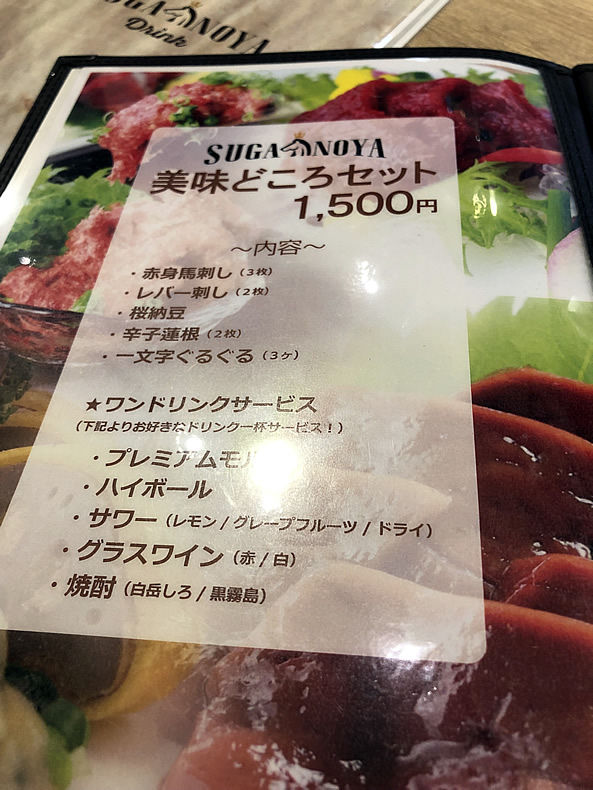 SUGANOYA
Drink
SUGANOYA
美味どころセット
1,500円
～内容～
・赤身馬刺し（3枚）
・レバー刺し（2枚）
・桜納豆
・辛子蓮根（2枚）
・一文字ぐるぐる（3ヶ）
★ワンドリンクサービス
（下記よりお好きなドリンク一杯サービス！）
・プレミアムモル
・ハイボール
・サワー（レモン / グレープフルーツ / ドライ）
・グラスワイン（赤 / 白）
・焼酎（白岳しろ / 黒霧島）